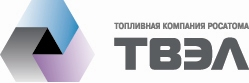 ТОПЛИВНАЯ КОМПАНИЯ РОСАТОМА
ТВЭЛ